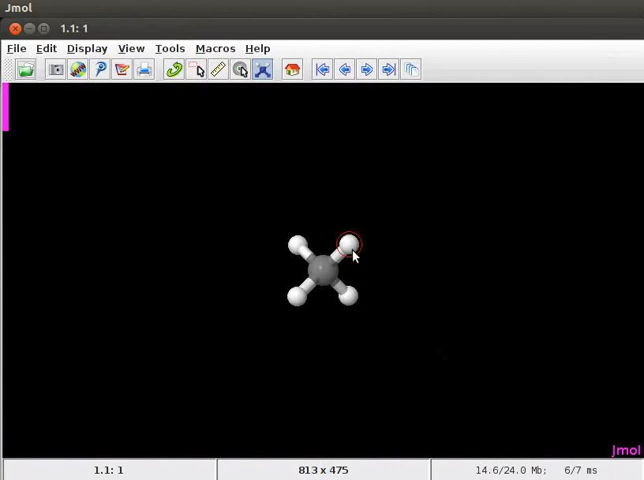 Jmol
1.1: 1
File Edit Display View Tools Macros Help
Jmol
1.1: 1 813 x 475 14.6/24.0 Mb; 6/7 ms